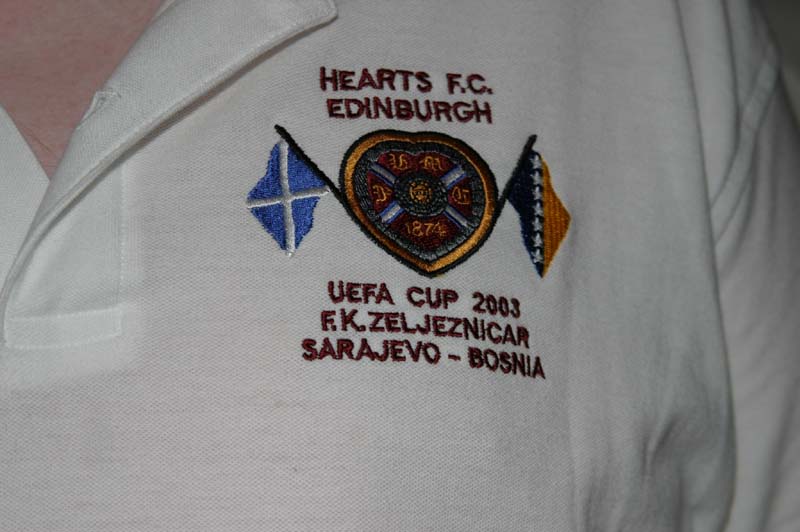 HEARTS F.C.
EDINBURGH
H M
1874
UEFA CUP 2003
F.K.ZELJEZNICAR
SARAJEVO - BOSNIA